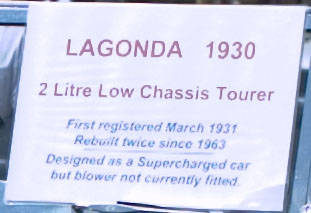 LAGONDA 1930
2 Litre Low Chassis Tourer
First registered March 1931
Rebuilt twice since 1963
Designed as a Supercharged car
but blower not currently fitted.